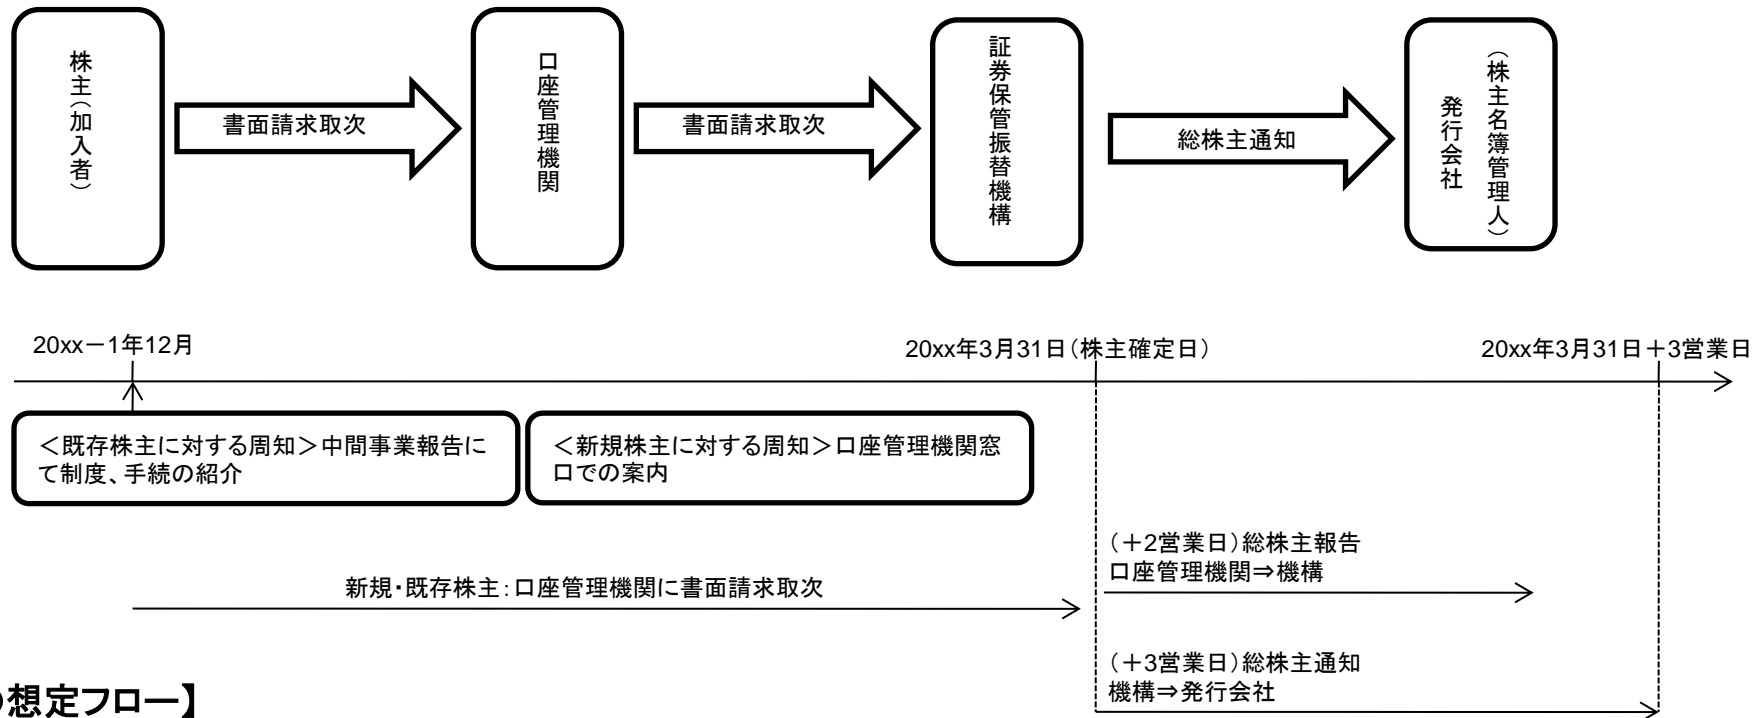 株主（加入者）
書面請求取次
口座管理機関
書面請求取次
証券保管振替機構
総株主通知
（株主名簿管理人）
発行会社
20xx－1年12月
20xx年3月31日（株主確定日）
20xx年3月31日＋3営業日
＜既存株主に対する周知＞中間事業報告に
て制度、手続の紹介
＜新規株主に対する周知＞口座管理機関窓
口での案内
（＋2営業日）総株主報告
口座管理機関⇒機構
新規・既存株主：口座管理機関に書面請求取次
（＋3営業日）総株主通知
機構⇒発行会社
想定フロー】